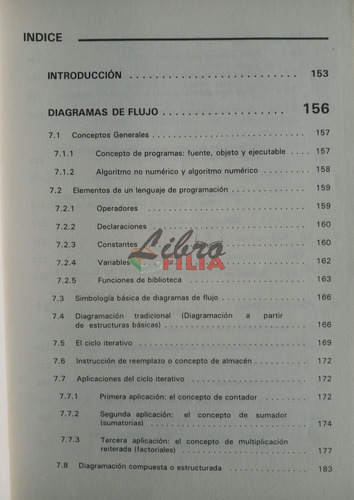 INDICE
INTRODUCCIÓN ........................... 153
DIAGRAMAS DE FLUJO .................... 156
7.1 Conceptos Generales ........................... 157
7.1.1 Concepto de programas: fuente, objeto y ejecutable .... 157
7.1.2 Algoritmo no numérico y algoritmo numérico ....... 158
7.2 Elementos de un lenguaje de programación .......... 159
7.2.1 Operadores ........................... 159
7.2.2 Declaraciones ........................... 160
7.2.3 Constantes ........................... 160
7.2.4 Variables ........................... 162
7.2.5 Funciones de biblioteca ................... 163
Libro
FILIA
7.3 Simbología básica de diagramas de flujo ............ 166
7.4 Diagramación tradicional (Diagramación a partir
de estructuras básicas) ........................... 166
7.5 El ciclo iterativo ........................... 169
7.6 Instrucción de reemplazo o concepto de almacén ...... 172
7.7 Aplicaciones del ciclo iterativo ................... 172
7.7.1 Primera aplicación: el concepto de contador ....... 172
7.7.2 Segunda aplicación: el concepto de sumador
(sumatorias) ........................... 174
7.7.3 Tercera aplicación: el concepto de multiplicación
reiterada (factoriales) ................... 177
7.8 Diagramación compuesta o estructurada ............ 183